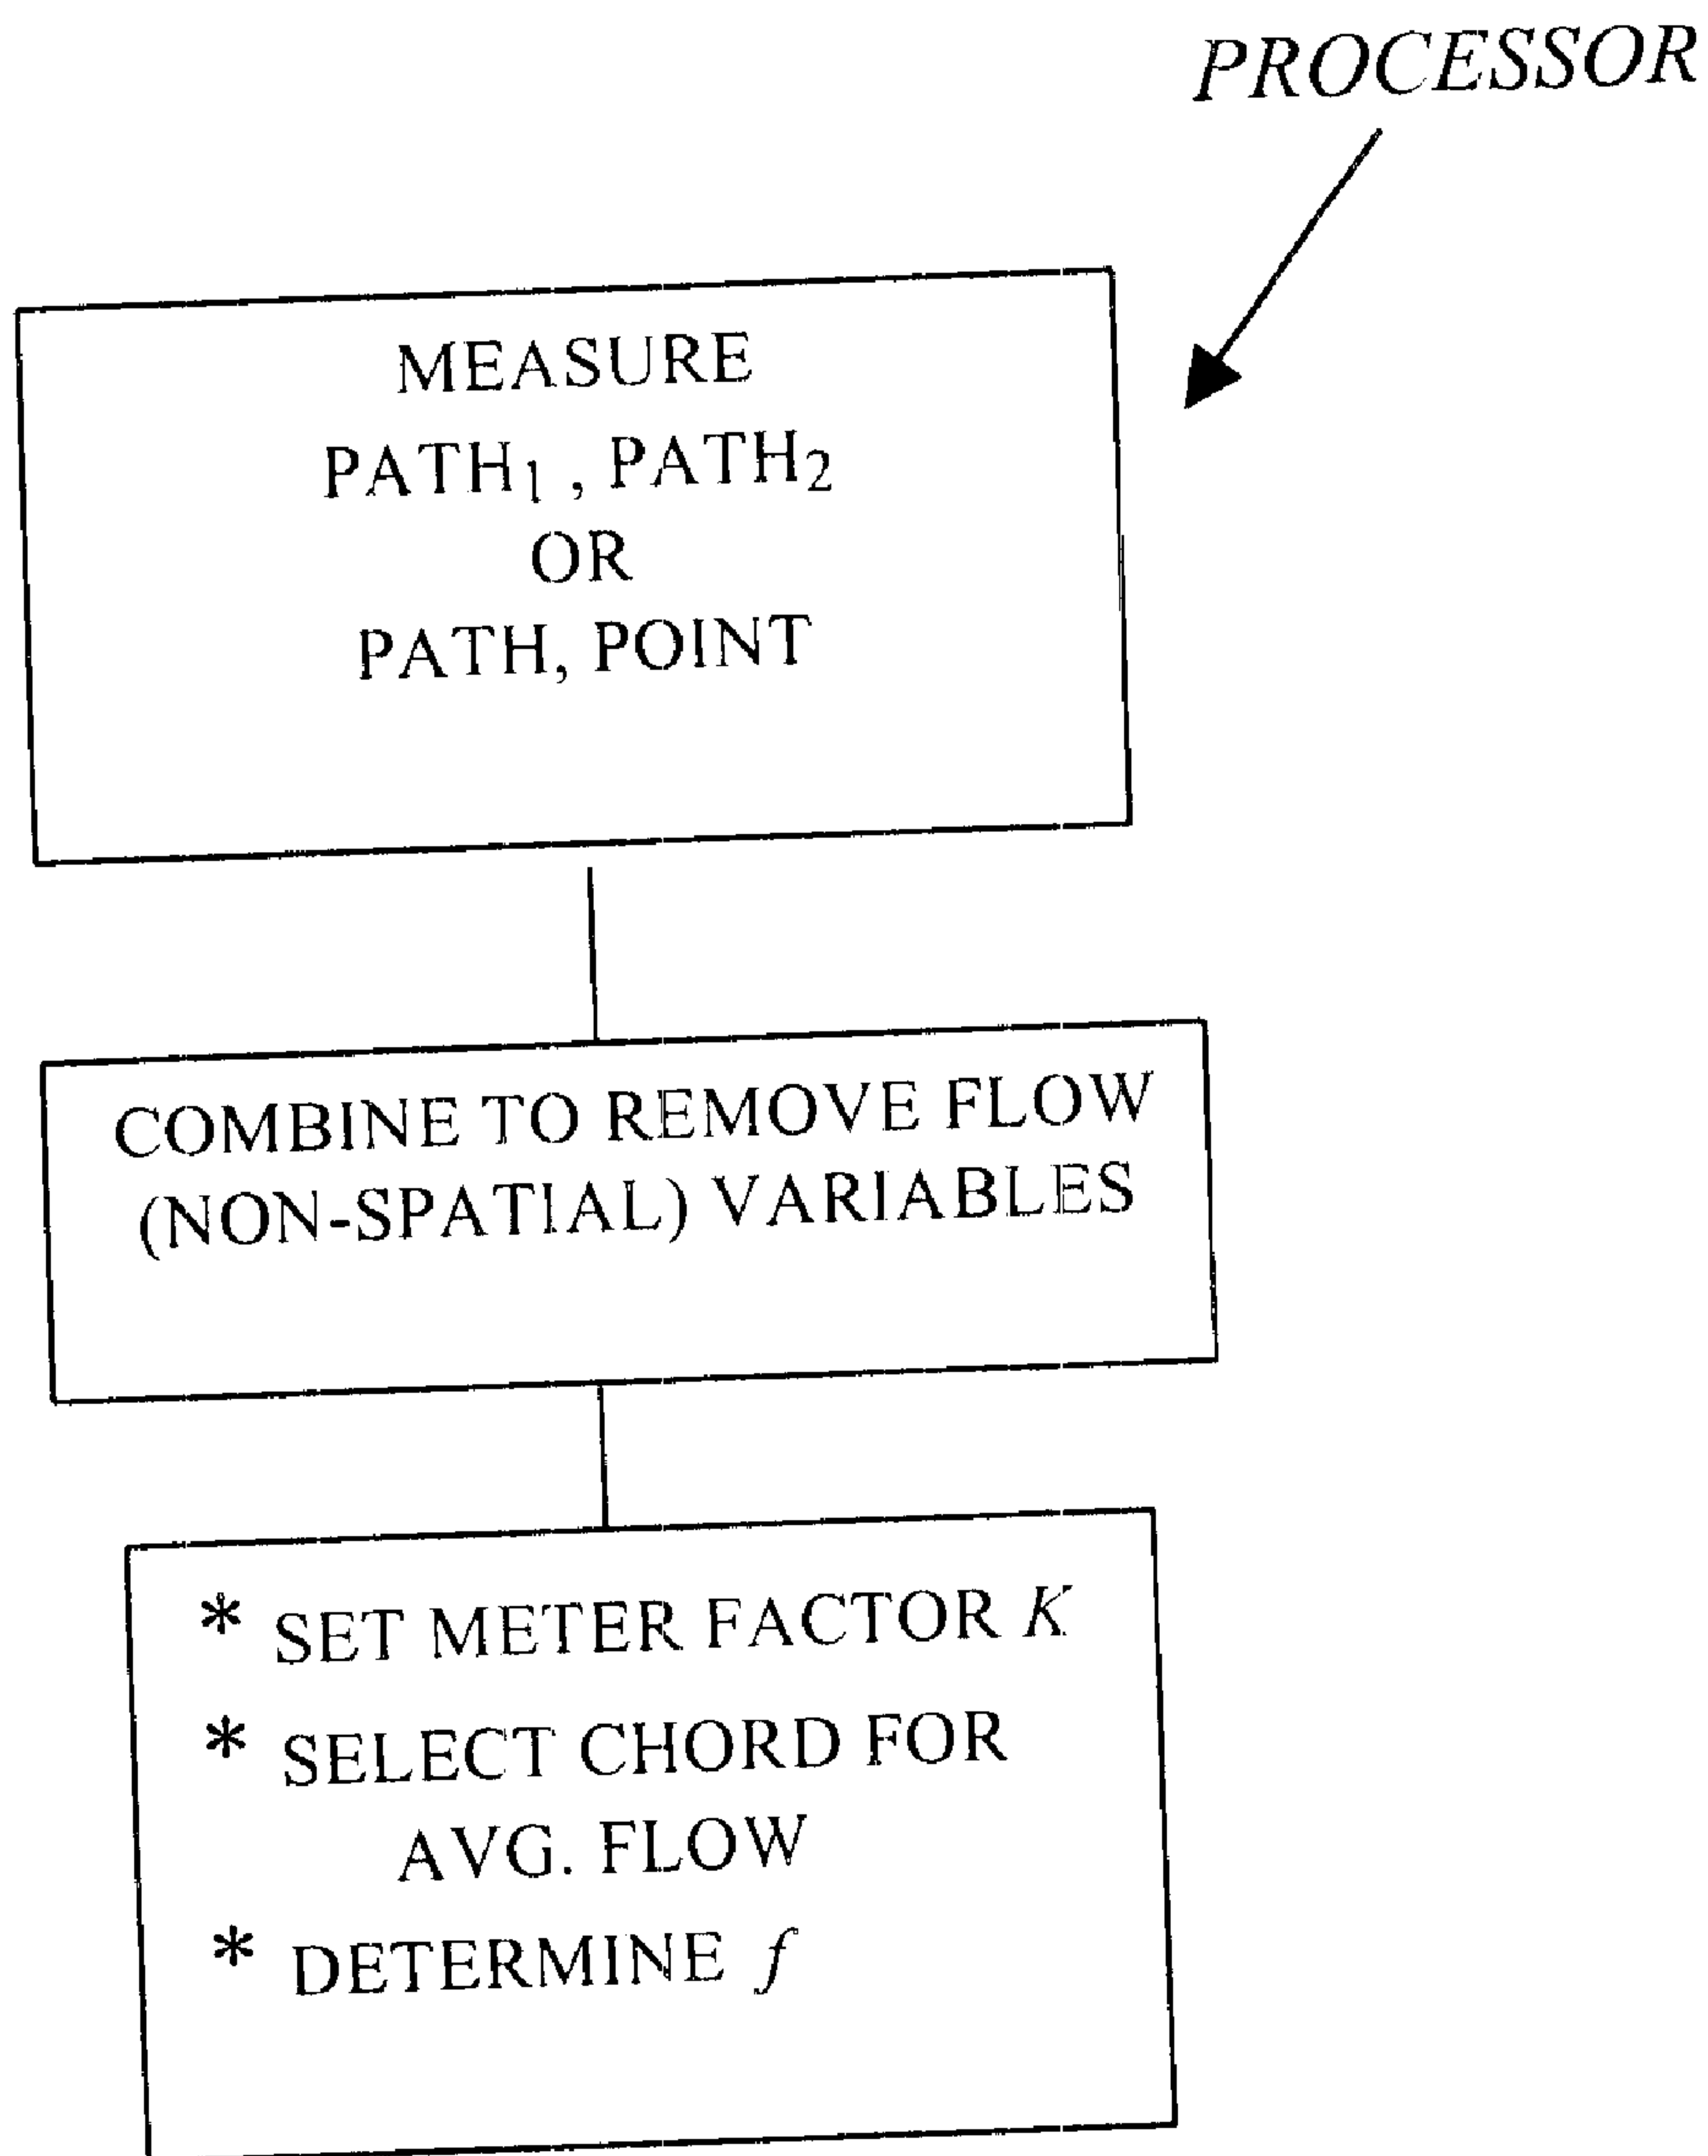 PROCESSOR
MEASURE
PATH₁ , PATH₂
OR
PATH, POINT
COMBINE TO REMOVE FLOW
(NON-SPATIAL) VARIABLES
* SET METER FACTOR K
* SELECT CHORD FOR
AVG. FLOW
* DETERMINE f